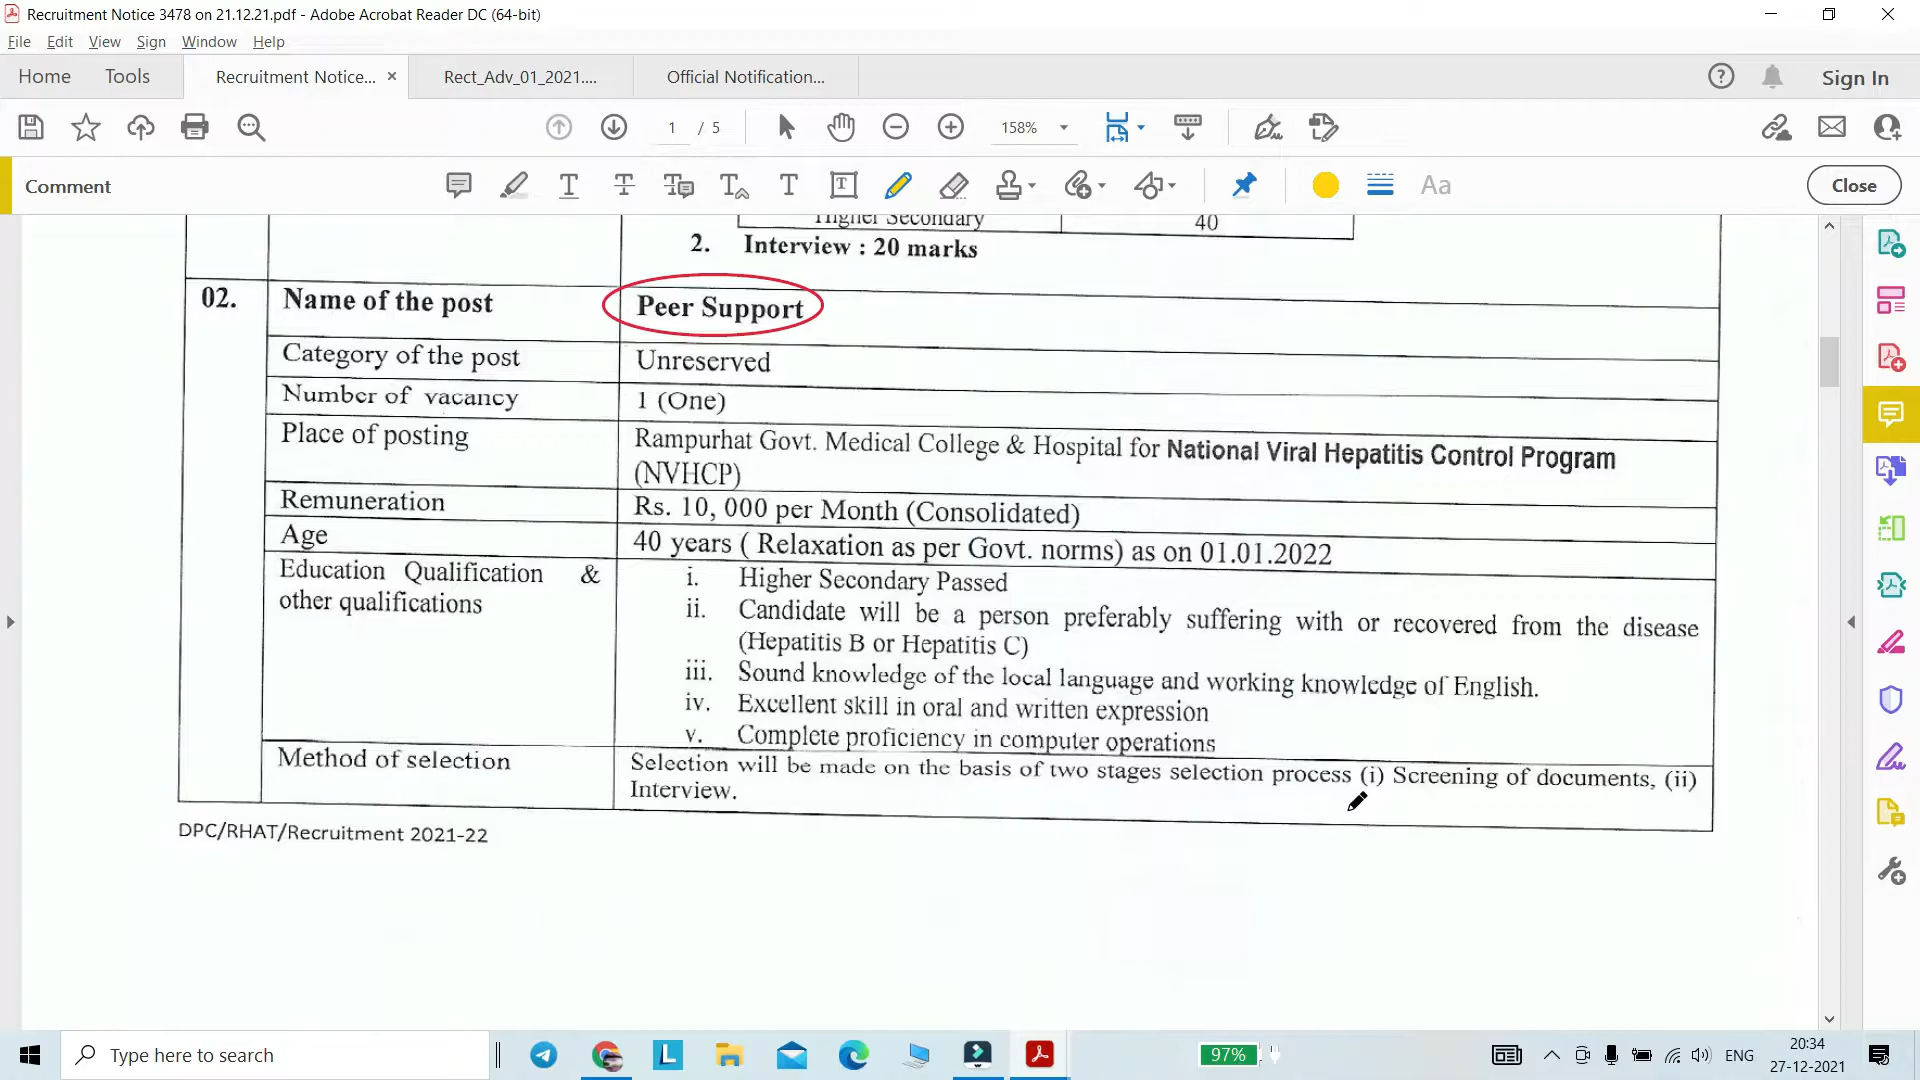 Recruitment Notice 3478 on 21.12.21.pdf - Adobe Acrobat Reader DC (64-bit)
File Edit View Sign Window Help
Home Tools Recruitment Notice... × Rect_Adv_01_2021.... Official Notification... Sign In
1 / 5 158%
Comment Aa Close
Higher Secondary 40
2. Interview : 20 marks
02. Name of the post Peer Support
Category of the post Unreserved
Number of vacancy 1 (One)
Place of posting Rampurhat Govt. Medical College & Hospital for National Viral Hepatitis Control Program
(NVHCP)
Remuneration Rs. 10, 000 per Month (Consolidated)
Age 40 years ( Relaxation as per Govt. norms) as on 01.01.2022
Education Qualification & i. Higher Secondary Passed
other qualifications ii. Candidate will be a person preferably suffering with or recovered from the disease
(Hepatitis B or Hepatitis C)
iii. Sound knowledge of the local language and working knowledge of English.
iv. Excellent skill in oral and written expression
v. Complete proficiency in computer operations
Method of selection Selection will be made on the basis of two stages selection process (i) Screening of documents, (ii)
Interview.
DPC/RHAT/Recruitment 2021-22
Type here to search L 97% ENG 20:34
27-12-2021